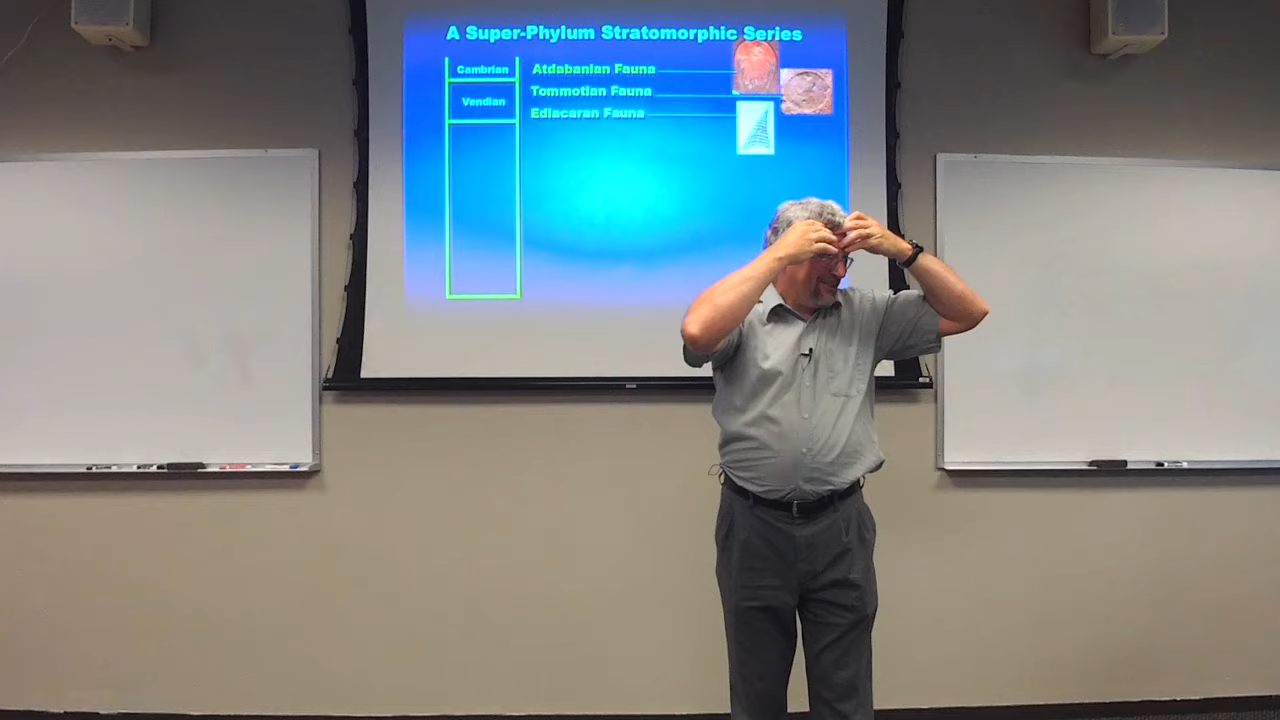 A Super-Phylum Stratomorphic Series
Cambrian
Atdabanian Fauna
Tommotian Fauna
Vendian
Ediacaran Fauna